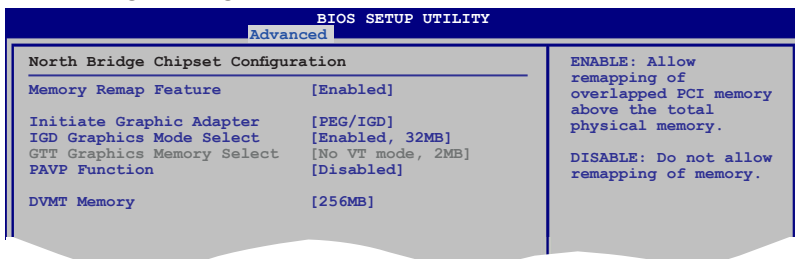 BIOS SETUP UTILITY
Advanced
North Bridge Chipset Configuration
Memory Remap Feature [Enabled]
Initiate Graphic Adapter [PEG/IGD]
IGD Graphics Mode Select [Enabled, 32MB]
GTT Graphics Memory Select [No VT mode, 2MB]
PAVP Function [Disabled]
DVMT Memory [256MB]
ENABLE: Allow
remapping of
overlapped PCI memory
above the total
physical memory.
DISABLE: Do not allow
remapping of memory.